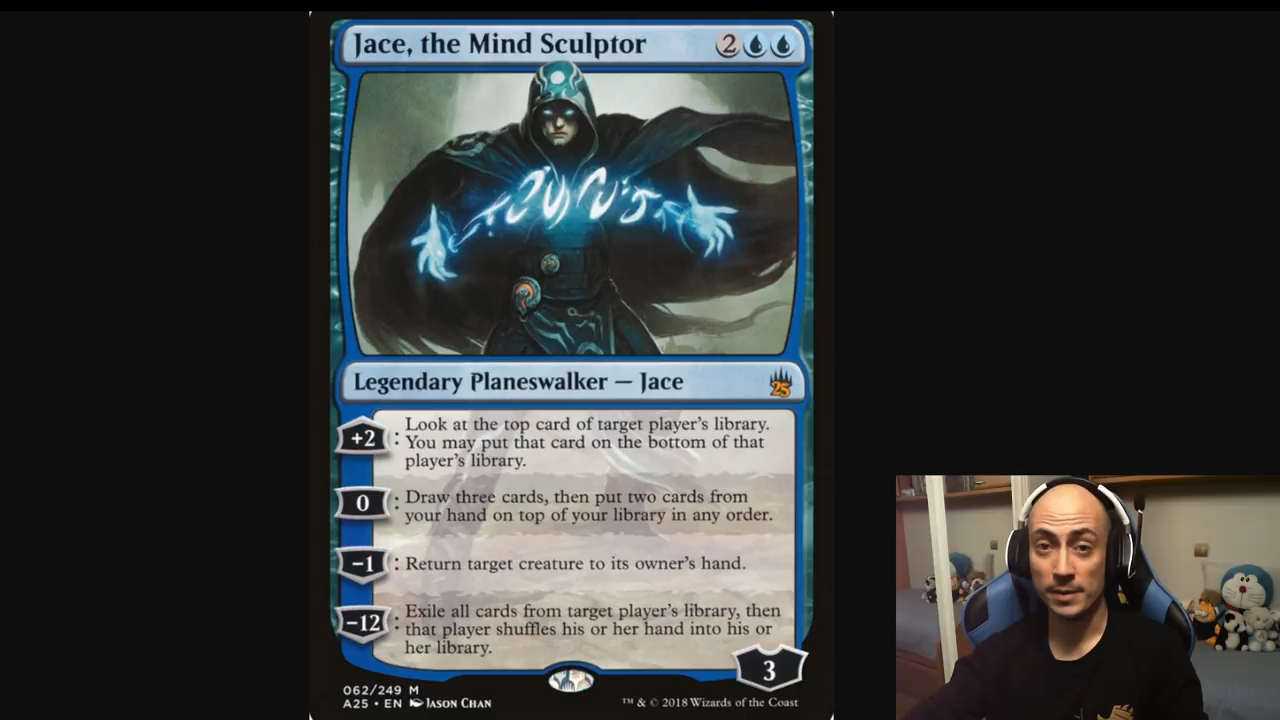 Jace, the Mind Sculptor 2
Legendary Planeswalker — Jace
25
+2 : Look at the top card of target player's library.
You may put that card on the bottom of that
player's library.
0 : Draw three cards, then put two cards from
your hand on top of your library in any order.
−1 : Return target creature to its owner's hand.
−12 : Exile all cards from target player's library, then
that player shuffles his or her hand into his or
her library.
3
062/249 M
A25 • EN JASON CHAN
™ & © 2018 Wizards of the Coast